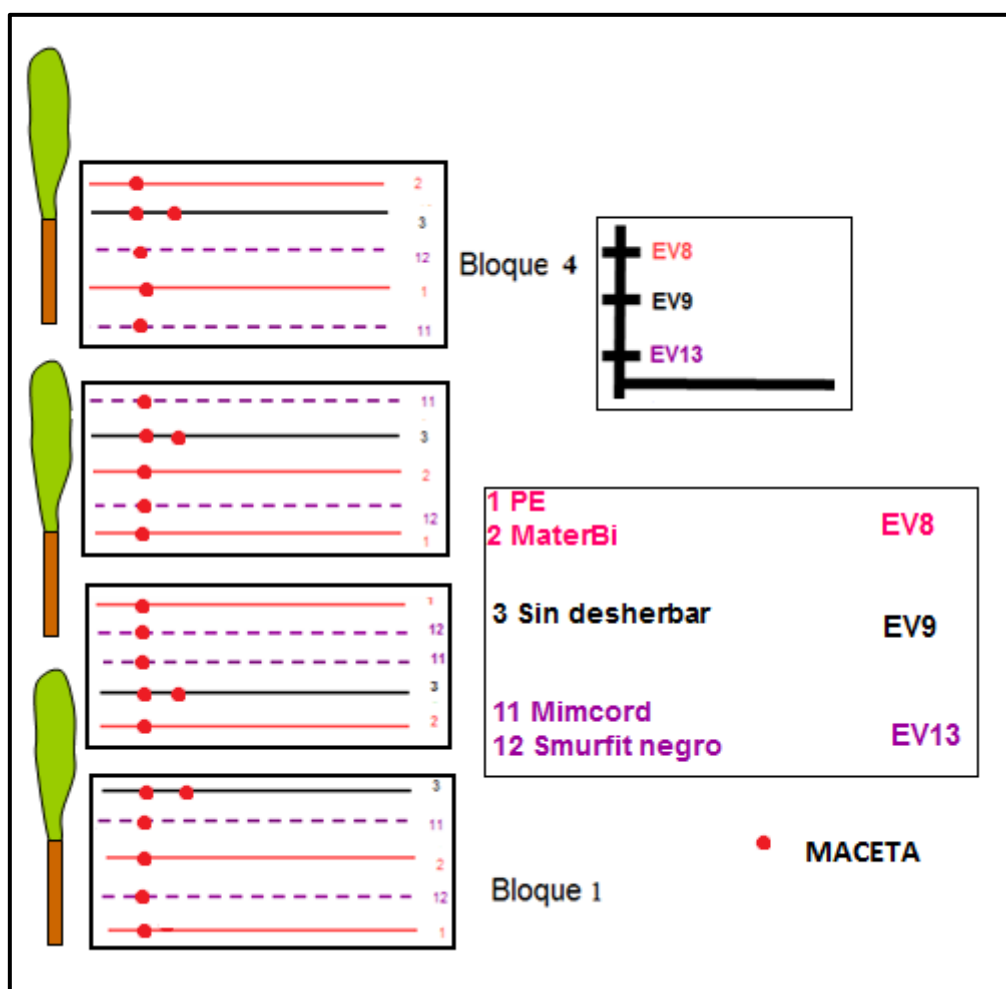 2
3
12
1
11
Bloque 4
EV8
EV9
EV13
11
3
2
12
1
1 PE
2 MaterBi
EV8
3 Sin desherbar
EV9
11 Mimcord
12 Smurfit negro
EV13
1
12
11
3
2
3
11
2
12
1
Bloque 1
MACETA